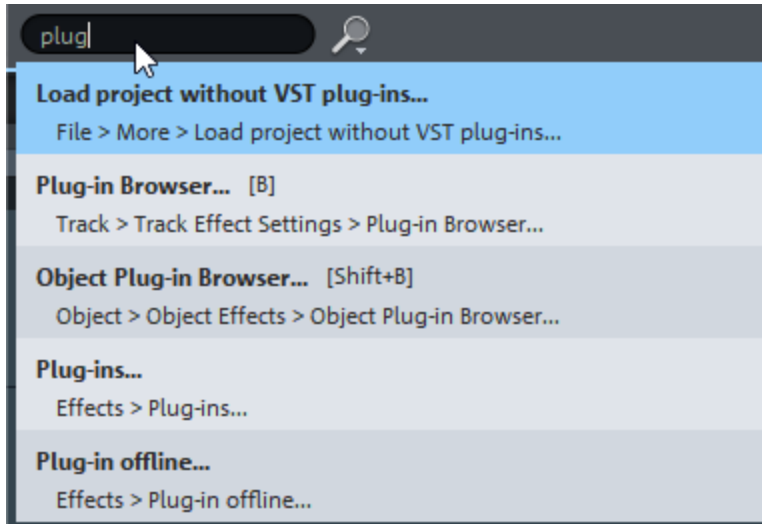 plug
Load project without VST plug-ins...
File > More > Load project without VST plug-ins...
Plug-in Browser... [B]
Track > Track Effect Settings > Plug-in Browser...
Object Plug-in Browser... [Shift+B]
Object > Object Effects > Object Plug-in Browser...
Plug-ins...
Effects > Plug-ins...
Plug-in offline...
Effects > Plug-in offline...